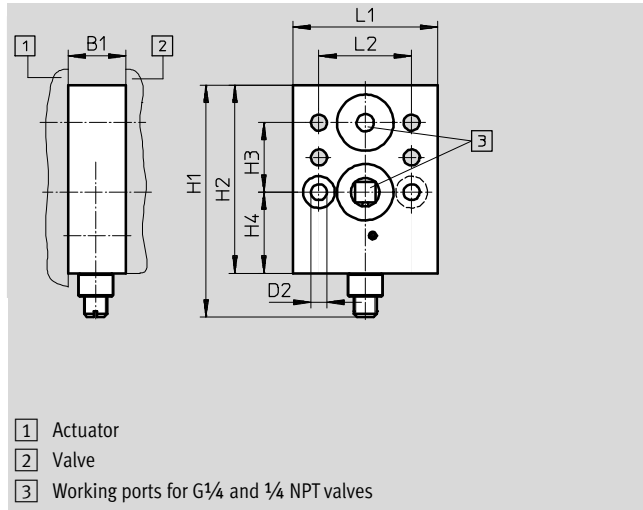 L1
1
B1
2
L2
3
H1
H2
H3
H4
D2
1 Actuator
2 Valve
3 Working ports for G¼ and ¼ NPT valves